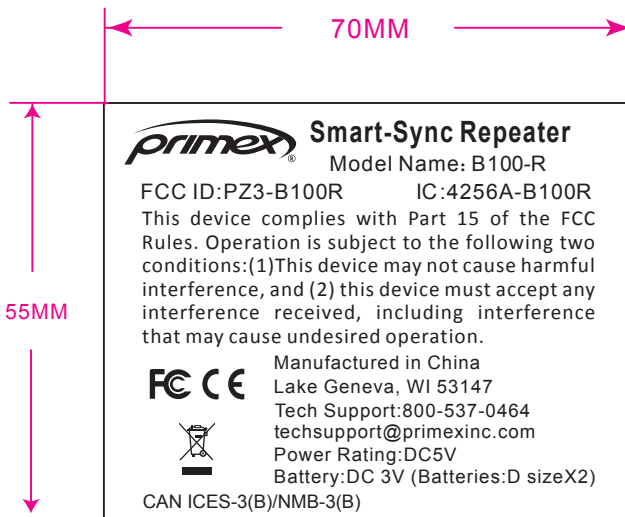 70MM
55MM
primex®
Smart-Sync Repeater
Model Name: B100-R
FCC ID:PZ3-B100R IC:4256A-B100R
This device complies with Part 15 of the FCC
Rules. Operation is subject to the following two
conditions:(1)This device may not cause harmful
interference, and (2) this device must accept any
interference received, including interference
that may cause undesired operation.
FC CE
Manufactured in China
Lake Geneva, WI 53147
Tech Support:800-537-0464
techsupport@primexinc.com
Power Rating:DC5V
Battery:DC 3V (Batteries:D sizeX2)
CAN ICES-3(B)/NMB-3(B)